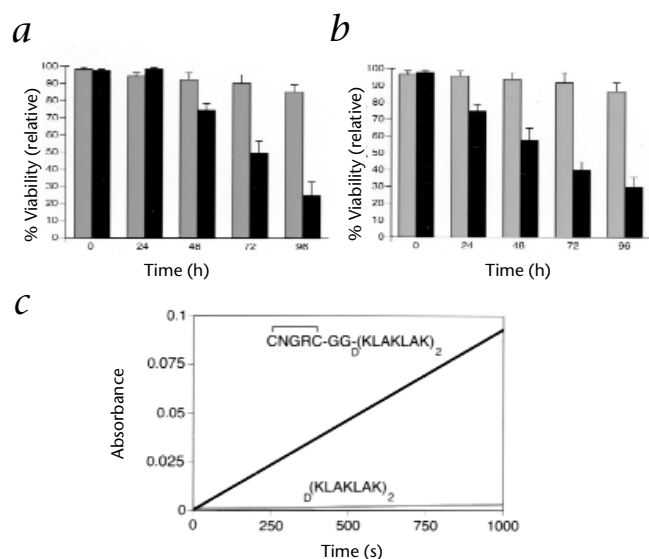 a
% Viability (relative)
100
90
80
70
60
50
40
30
20
10
0
0 24 48 72 96
Time (h)
b
% Viability (relative)
100
90
80
70
60
50
40
30
20
10
0
0 24 48 72 96
Time (h)
c
Absorbance
0.1
0.075
0.05
0.025
0
CNGRC-GG-D(KLAKLAK)2
D(KLAKLAK)2
0 250 500 750 1000
Time (s)